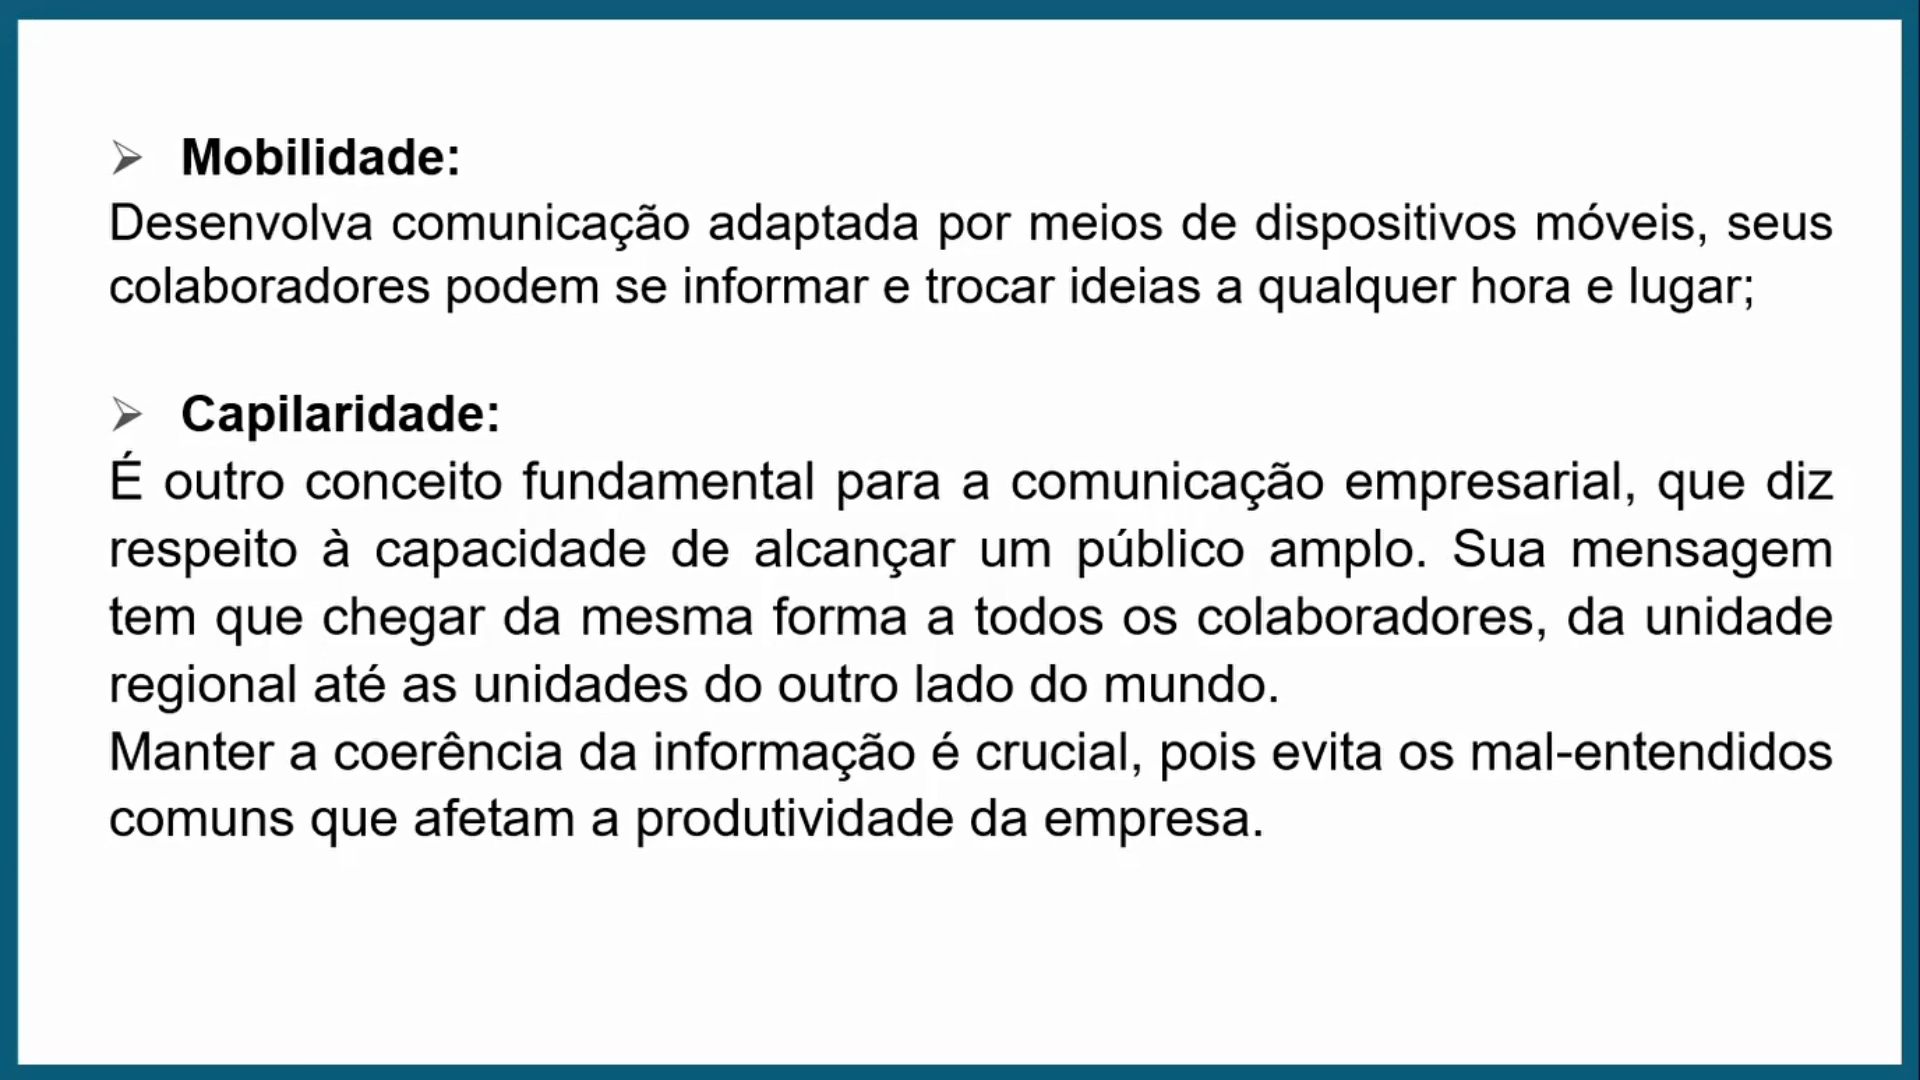 ➢ Mobilidade:
Desenvolva comunicação adaptada por meios de dispositivos móveis, seus
colaboradores podem se informar e trocar ideias a qualquer hora e lugar;
➢ Capilaridade:
É outro conceito fundamental para a comunicação empresarial, que diz
respeito à capacidade de alcançar um público amplo. Sua mensagem
tem que chegar da mesma forma a todos os colaboradores, da unidade
regional até as unidades do outro lado do mundo.
Manter a coerência da informação é crucial, pois evita os mal-entendidos
comuns que afetam a produtividade da empresa.